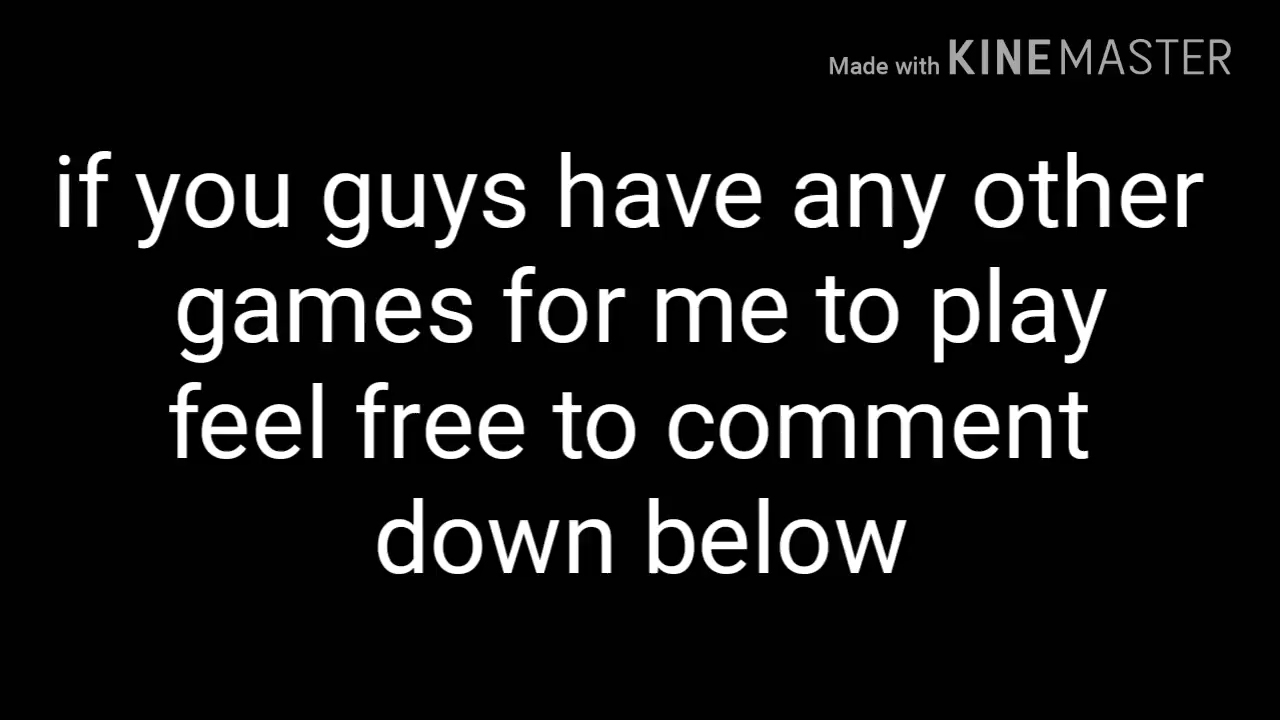 Made with KINEMASTER
if you guys have any other
games for me to play
feel free to comment
down below